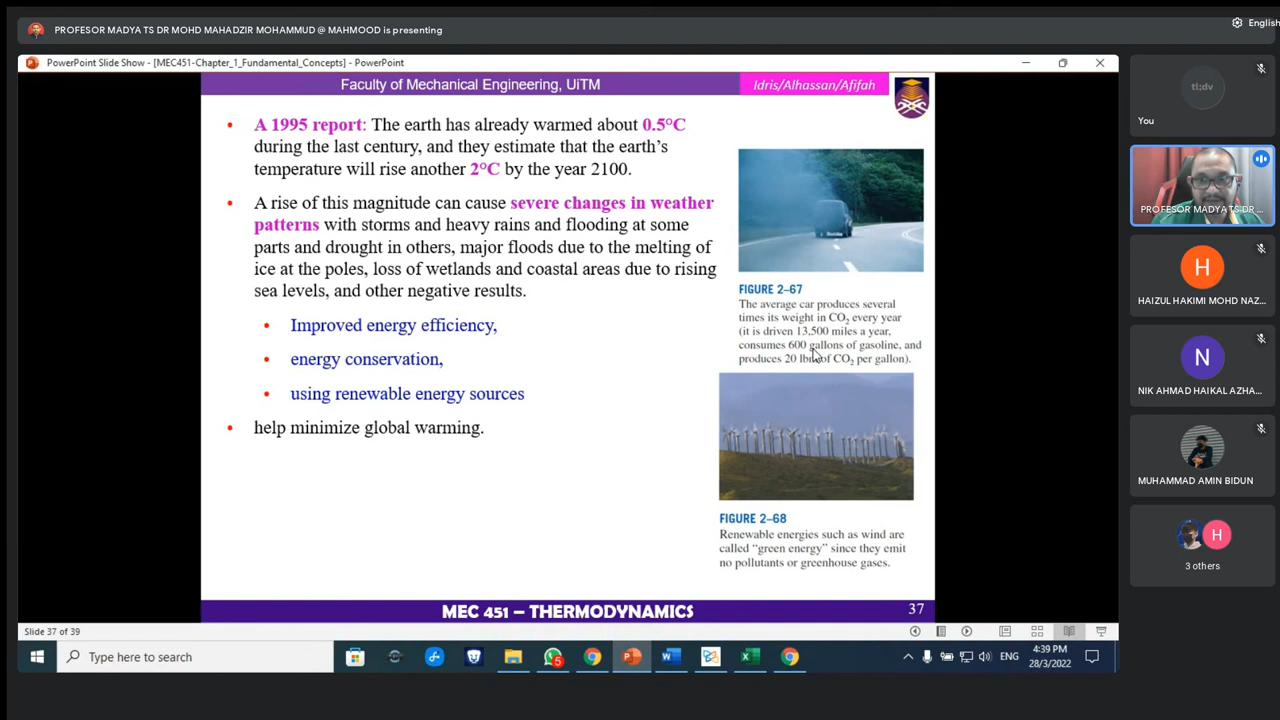 PROFESOR MADYA TS DR MOHD MAHADZIR MOHAMMUD @ MAHMOOD is presenting
English
PowerPoint Slide Show - [MEC451-Chapter_1_Fundamental_Concepts] - PowerPoint
Faculty of Mechanical Engineering, UiTM
Idris/Alhassan/Afifah
• A 1995 report: The earth has already warmed about 0.5°C
during the last century, and they estimate that the earth's
temperature will rise another 2°C by the year 2100.
• A rise of this magnitude can cause severe changes in weather
patterns with storms and heavy rains and flooding at some
parts and drought in others, major floods due to the melting of
ice at the poles, loss of wetlands and coastal areas due to rising
sea levels, and other negative results.
• Improved energy efficiency,
• energy conservation,
• using renewable energy sources
• help minimize global warming.
FIGURE 2–67
The average car produces several
times its weight in CO₂ every year
(it is driven 13,500 miles a year,
consumes 600 gallons of gasoline, and
produces 20 lbm of CO₂ per gallon).
FIGURE 2–68
Renewable energies such as wind are
called "green energy" since they emit
no pollutants or greenhouse gases.
MEC 451 – THERMODYNAMICS
37
Slide 37 of 39
Type here to search
5
ENG
4:39 PM
28/3/2022
tl;dv
You
PROFESOR MADYA TS DR ...
H
HAIZUL HAKIMI MOHD NAZ...
N
NIK AHMAD HAIKAL AZHA...
MUHAMMAD AMIN BIDUN
H
3 others